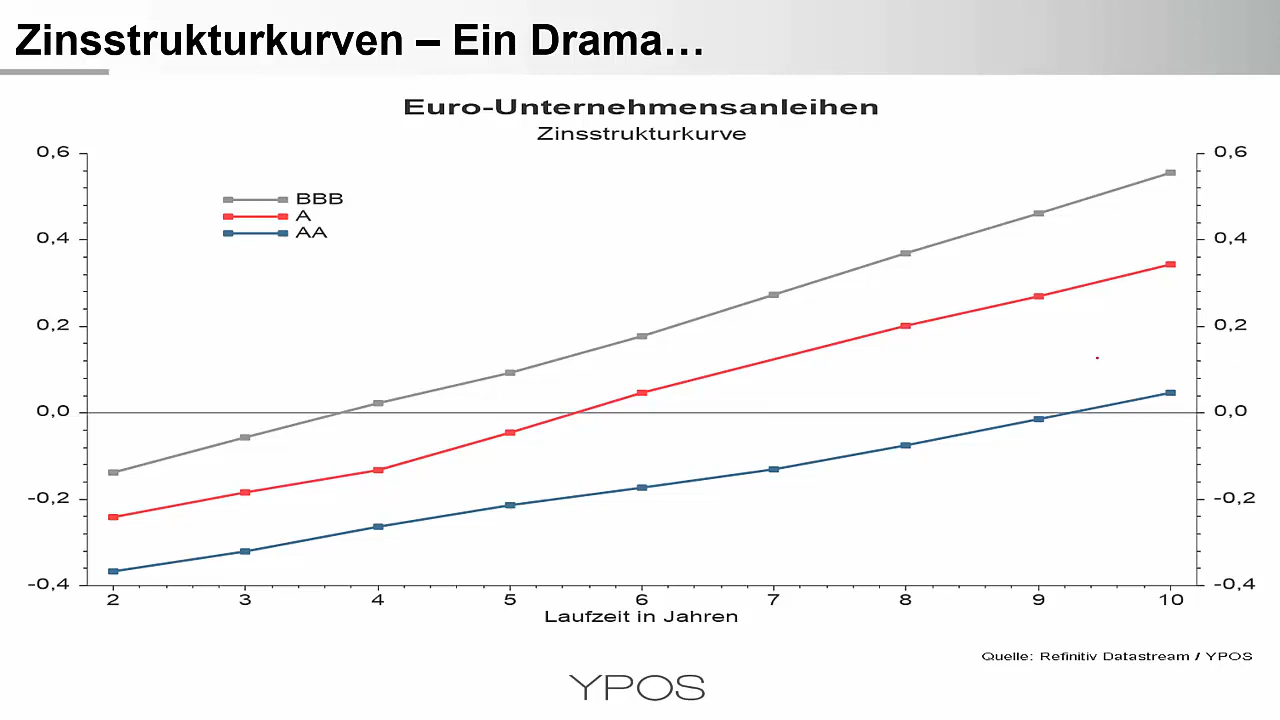 Zinsstrukturkurven – Ein Drama…
Euro-Unternehmensanleihen
Zinsstrukturkurve
0,6
0,4
0,2
0,0
-0,2
-0,4
BBB
A
AA
0,6
0,4
0,2
0,0
-0,2
-0,4
2 3 4 5 6 7 8 9 10
Laufzeit in Jahren
Quelle: Refinitiv Datastream / YPOS
YPOS